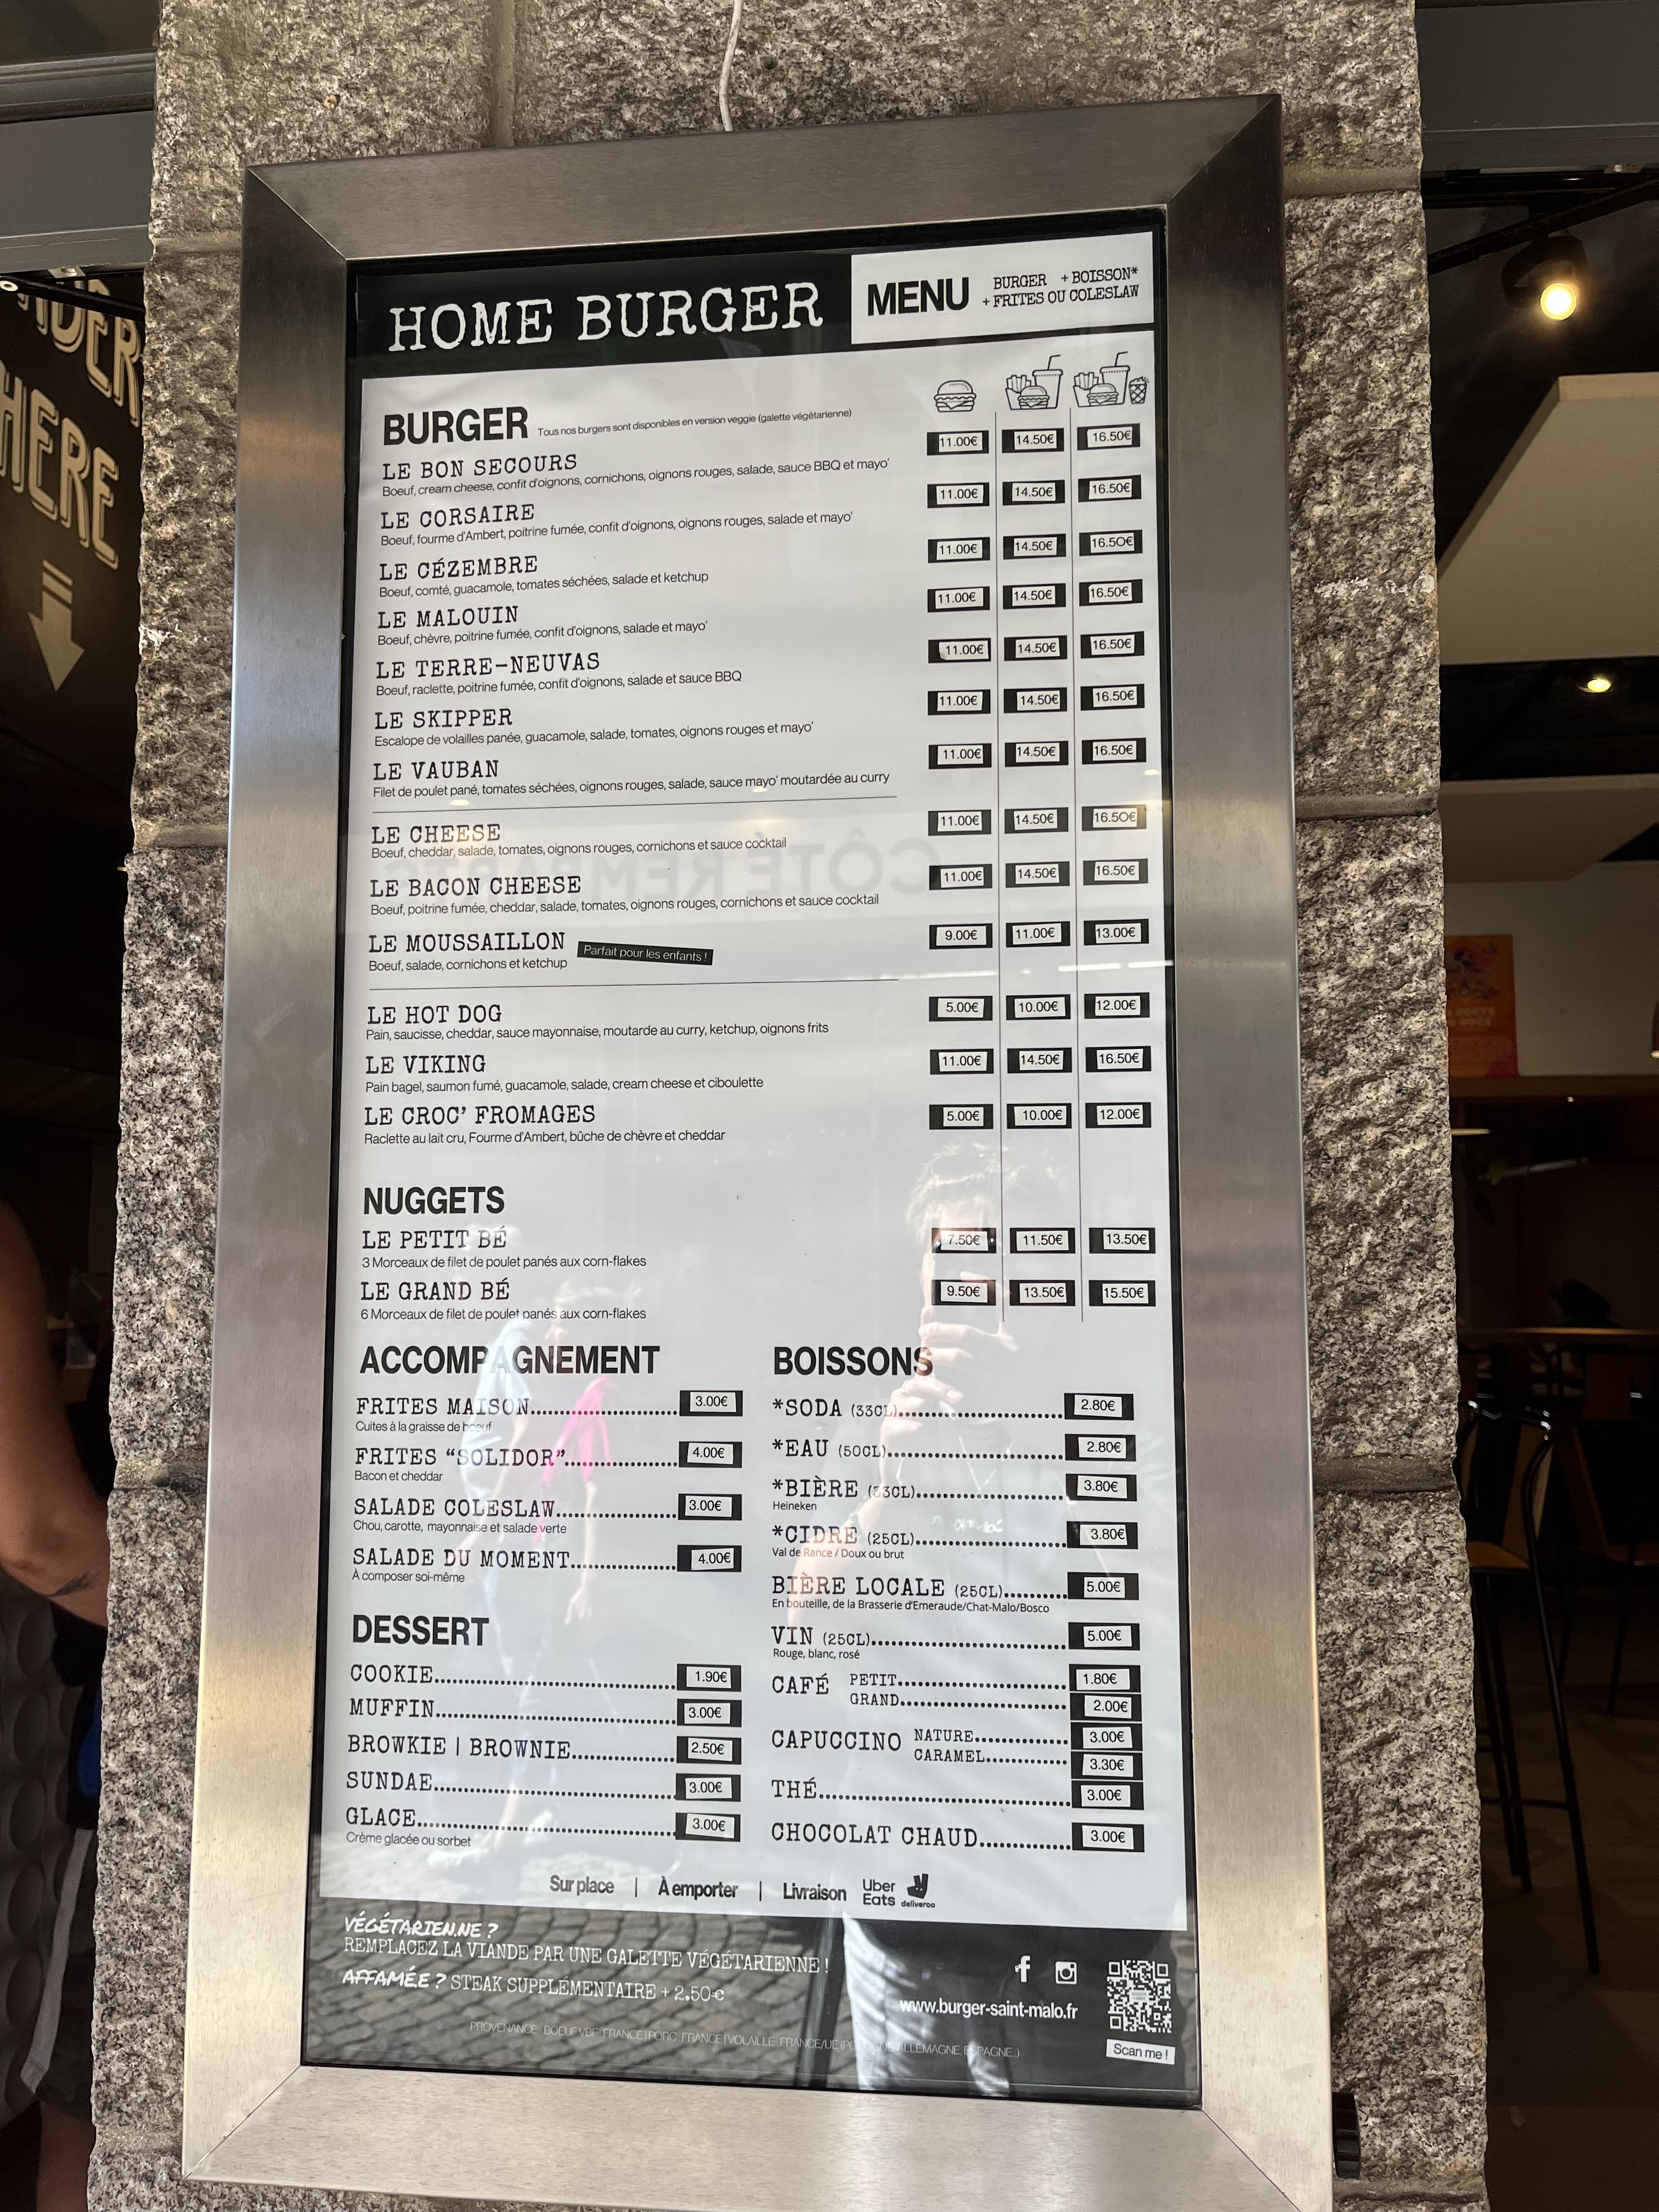 HOME BURGER
MENU
BURGER + BOISSON*
+ FRITES OU COLESLAW
BURGER Tous nos burgers sont disponibles en version veggie (galette végétarienne)
LE BON SECOURS 11.00€ 14.50€ 16.50€
Boeuf, cream cheese, confit d'oignons, cornichons, oignons rouges, salade, sauce BBQ et mayo'
LE CORSAIRE 11.00€ 14.50€ 16.50€
Boeuf, fourme d'Ambert, poitrine fumée, confit d'oignons, oignons rouges, salade et mayo'
LE CÉZEMBRE 11.00€ 14.50€ 16.50€
Boeuf, comté, guacamole, tomates séchées, salade et ketchup
LE MALOUIN 11.00€ 14.50€ 16.50€
Boeuf, chèvre, poitrine fumée, confit d'oignons, salade et mayo'
LE TERRE-NEUVAS 11.00€ 14.50€ 16.50€
Boeuf, raclette, poitrine fumée, confit d'oignons, salade et sauce BBQ
LE SKIPPER 11.00€ 14.50€ 16.50€
Escalope de volailles panée, guacamole, salade, tomates, oignons rouges et mayo'
LE VAUBAN 11.00€ 14.50€ 16.50€
Filet de poulet pané, tomates séchées, oignons rouges, salade, sauce mayo' moutardée au curry
LE CHEESE 11.00€ 14.50€ 16.50€
Boeuf, cheddar, salade, tomates, oignons rouges, cornichons et sauce cocktail
LE BACON CHEESE 11.00€ 14.50€ 16.50€
Boeuf, poitrine fumée, cheddar, salade, tomates, oignons rouges, cornichons et sauce cocktail
LE MOUSSAILLON Parfait pour les enfants ! 9.00€ 11.00€ 13.00€
Boeuf, salade, cornichons et ketchup
LE HOT DOG 5.00€ 10.00€ 12.00€
Pain, saucisse, cheddar, sauce mayonnaise, moutarde au curry, ketchup, oignons frits
LE VIKING 11.00€ 14.50€ 16.50€
Pain bagel, saumon fumé, guacamole, salade, cream cheese et ciboulette
LE CROC' FROMAGES 5.00€ 10.00€ 12.00€
Raclette au lait cru, Fourme d'Ambert, bûche de chèvre et cheddar
NUGGETS
LE PETIT BÉ 7.50€ 11.50€ 13.50€
3 Morceaux de filet de poulet panés aux corn-flakes
LE GRAND BÉ 9.50€ 13.50€ 15.50€
6 Morceaux de filet de poulet panés aux corn-flakes
ACCOMPAGNEMENT
FRITES MAISON 3.00€
Cuites à la graisse de boeuf
FRITES “SOLIDOR” 4.00€
Bacon et cheddar
SALADE COLESLAW 3.00€
Chou, carotte, mayonnaise et salade verte
SALADE DU MOMENT 4.00€
À composer soi-même
DESSERT
COOKIE 1.90€
MUFFIN 3.00€
BROWKIE | BROWNIE 2.50€
SUNDAE 3.00€
GLACE 3.00€
Crème glacée ou sorbet
BOISSONS
*SODA (33CL) 2.80€
*EAU (50CL) 2.80€
*BIÈRE (33CL) 3.80€
Heineken
*CIDRE (25CL) 3.80€
Val de Rance / Doux ou brut
BIÈRE LOCALE (25CL) 5.00€
En bouteille, de la Brasserie d'Emeraude/Chat-Malo/Bosco
VIN (25CL) 5.00€
Rouge, blanc, rosé
CAFÉ PETIT 1.80€
GRAND 2.00€
CAPUCCINO NATURE 3.00€
CARAMEL 3.30€
THÉ 3.00€
CHOCOLAT CHAUD 3.00€
Sur place | À emporter | Livraison Uber Eats deliveroo
VÉGÉTARIEN.NE ?
REMPLACEZ LA VIANDE PAR UNE GALETTE VÉGÉTARIENNE !
AFFAMÉE ? STEAK SUPPLÉMENTAIRE + 2.50€
www.burger-saint-malo.fr
Scan me !
PROVENANCE : BOEUF VBF/FRANCE | PORC: FRANCE | VOLAILLE: FRANCE/UE ALLEMAGNE, ESPAGNE..)
HERE